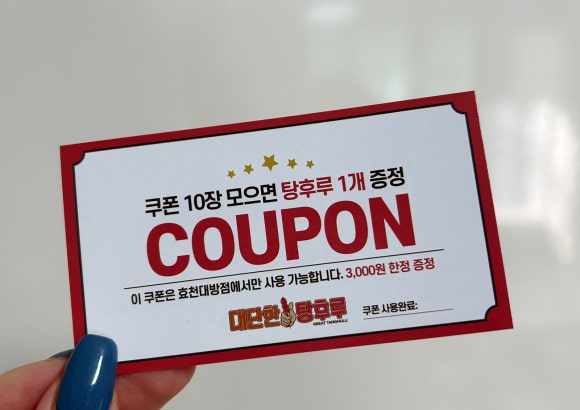 쿠폰 10장 모으면 탕후루 1개 증정
COUPON
이 쿠폰은 효천대방점에서만 사용 가능합니다. 3,000원 한정 증정
대단한 탕후루
GREAT TANGHULU
쿠폰 사용완료: